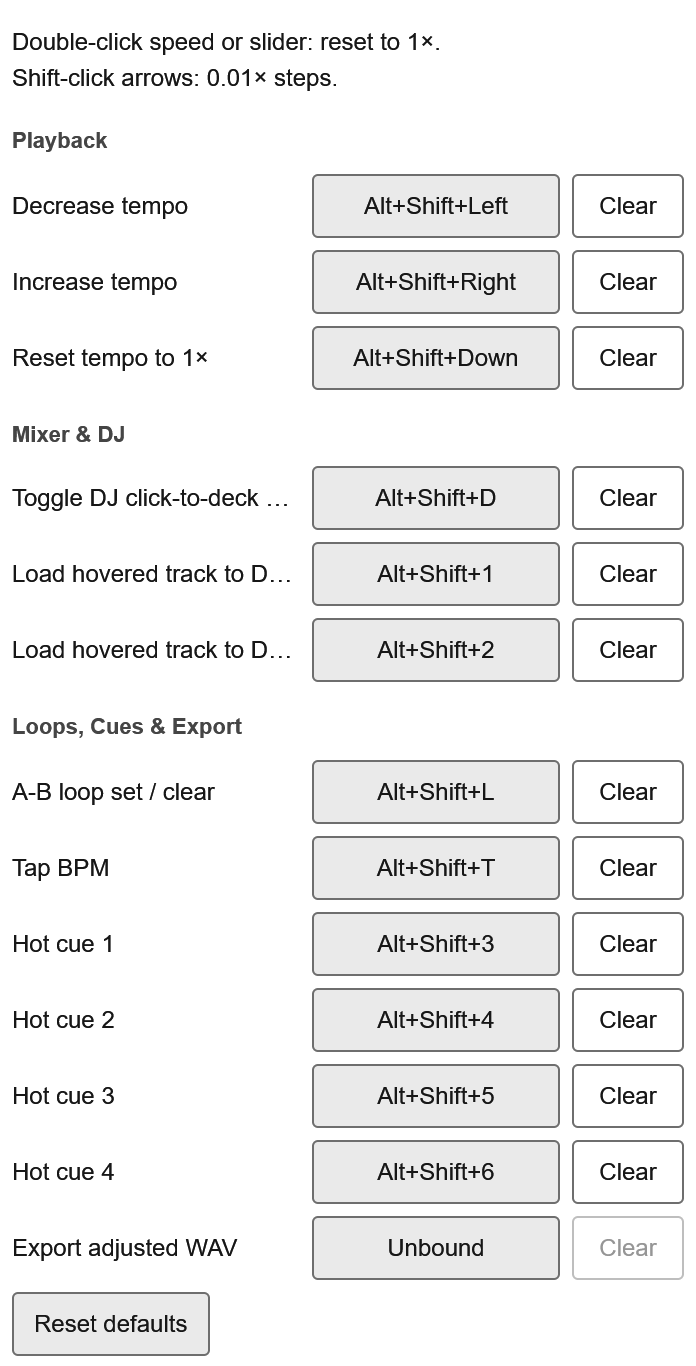 Double-click speed or slider: reset to 1×.
Shift-click arrows: 0.01× steps.
Playback
Decrease tempo Alt+Shift+Left Clear
Increase tempo Alt+Shift+Right Clear
Reset tempo to 1× Alt+Shift+Down Clear
Mixer & DJ
Toggle DJ click-to-deck … Alt+Shift+D Clear
Load hovered track to D… Alt+Shift+1 Clear
Load hovered track to D… Alt+Shift+2 Clear
Loops, Cues & Export
A-B loop set / clear Alt+Shift+L Clear
Tap BPM Alt+Shift+T Clear
Hot cue 1 Alt+Shift+3 Clear
Hot cue 2 Alt+Shift+4 Clear
Hot cue 3 Alt+Shift+5 Clear
Hot cue 4 Alt+Shift+6 Clear
Export adjusted WAV Unbound Clear
Reset defaults